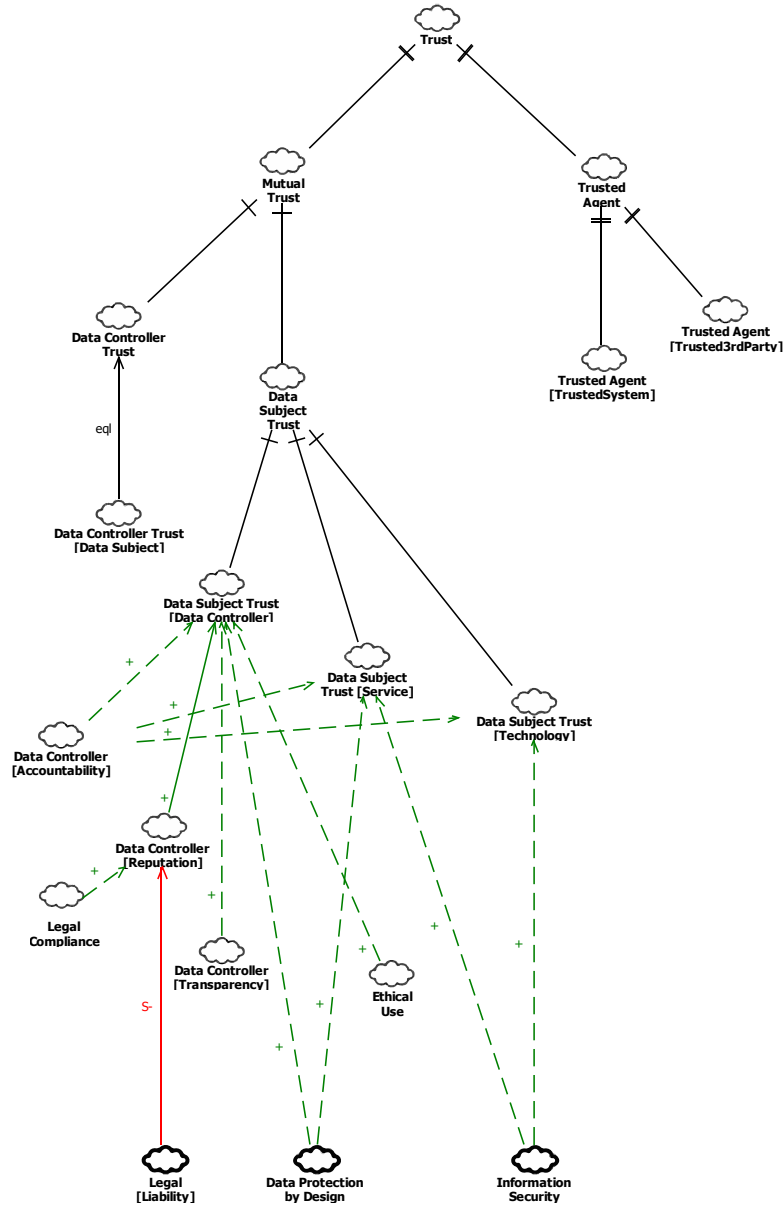 Trust
Mutual
Trust
Trusted
Agent
Data Controller
Trust
Trusted Agent
[Trusted3rdParty]
Trusted Agent
[TrustedSystem]
Data
Subject
Trust
eql
Data Controller Trust
[Data Subject]
Data Subject Trust
[Data Controller]
+
Data Subject
Trust [Service]
+
Data Subject Trust
[Technology]
+
Data Controller
[Accountability]
+
Data Controller
[Reputation]
+
Legal
Compliance
+
Data Controller
[Transparency]
+
+
+
Ethical
Use
S-
+
+
Legal
[Liability]
Data Protection
by Design
Information
Security